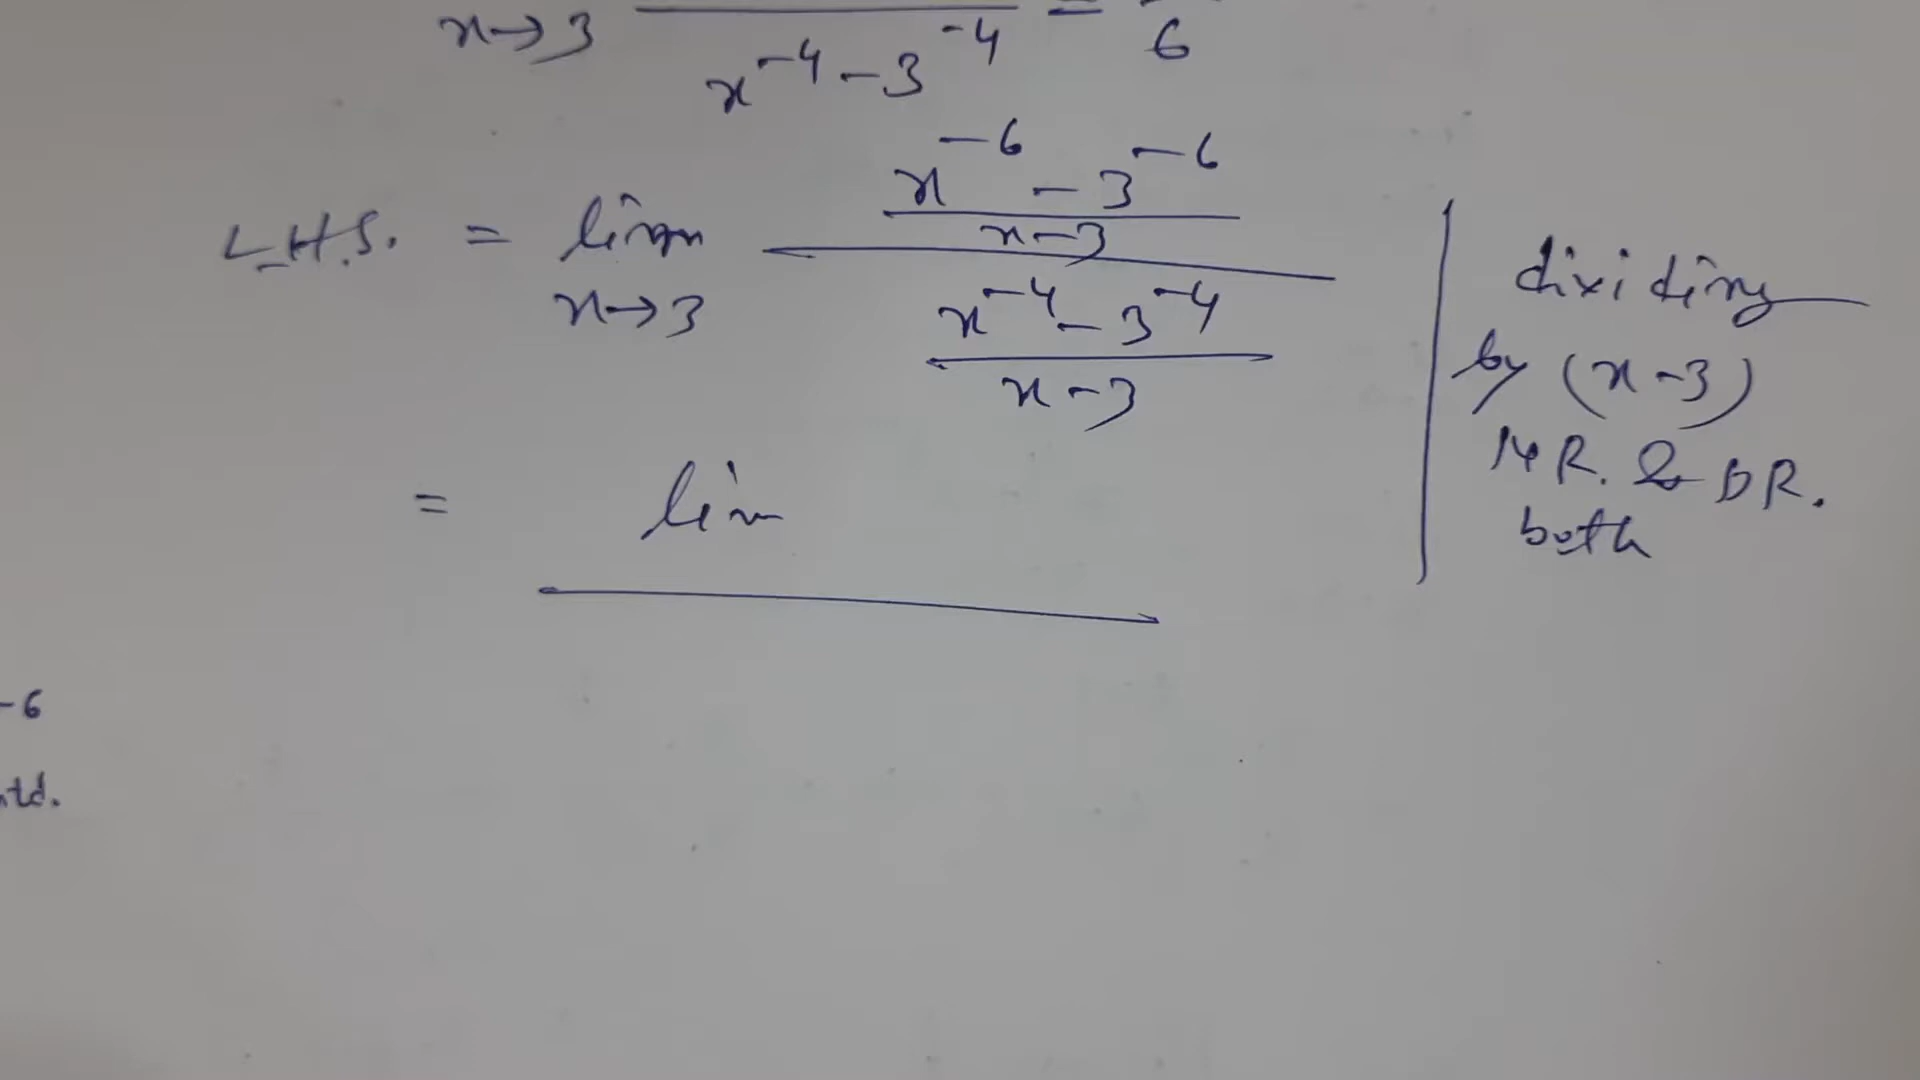 x→3 x⁻⁴ - 3⁻⁴ = 6
L.H.S. = lim x→3 ((x⁻⁶ - 3⁻⁶)/(x-3))/((x⁻⁴ - 3⁻⁴)/(x-3))
dividing
by (x-3)
NR. & DR.
both
= lim
-6
ntd.